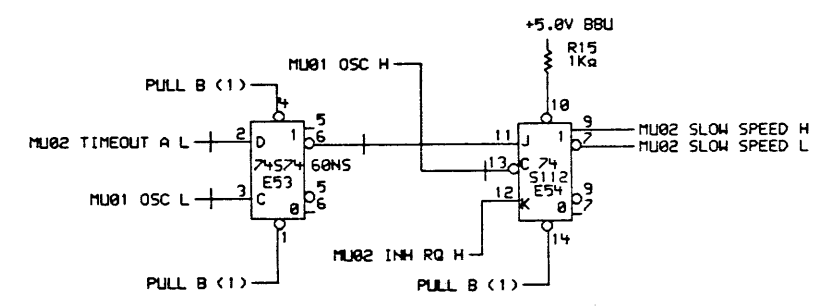 +5.0V BBU
R15
1KΩ
MU01 OSC H
PULL B (1)
4
10
5
9
2
D
1
6
11
J
1
7
MU02 SLOW SPEED H
MU02 TIMEOUT A L
MU02 SLOW SPEED L
74S74
60NS
13
C
74
E53
S112
5
12
E54
9
MU01 OSC L
3
C
6
K
0
7
0
1
14
MU02 INH RQ H
PULL B (1)
PULL B (1)